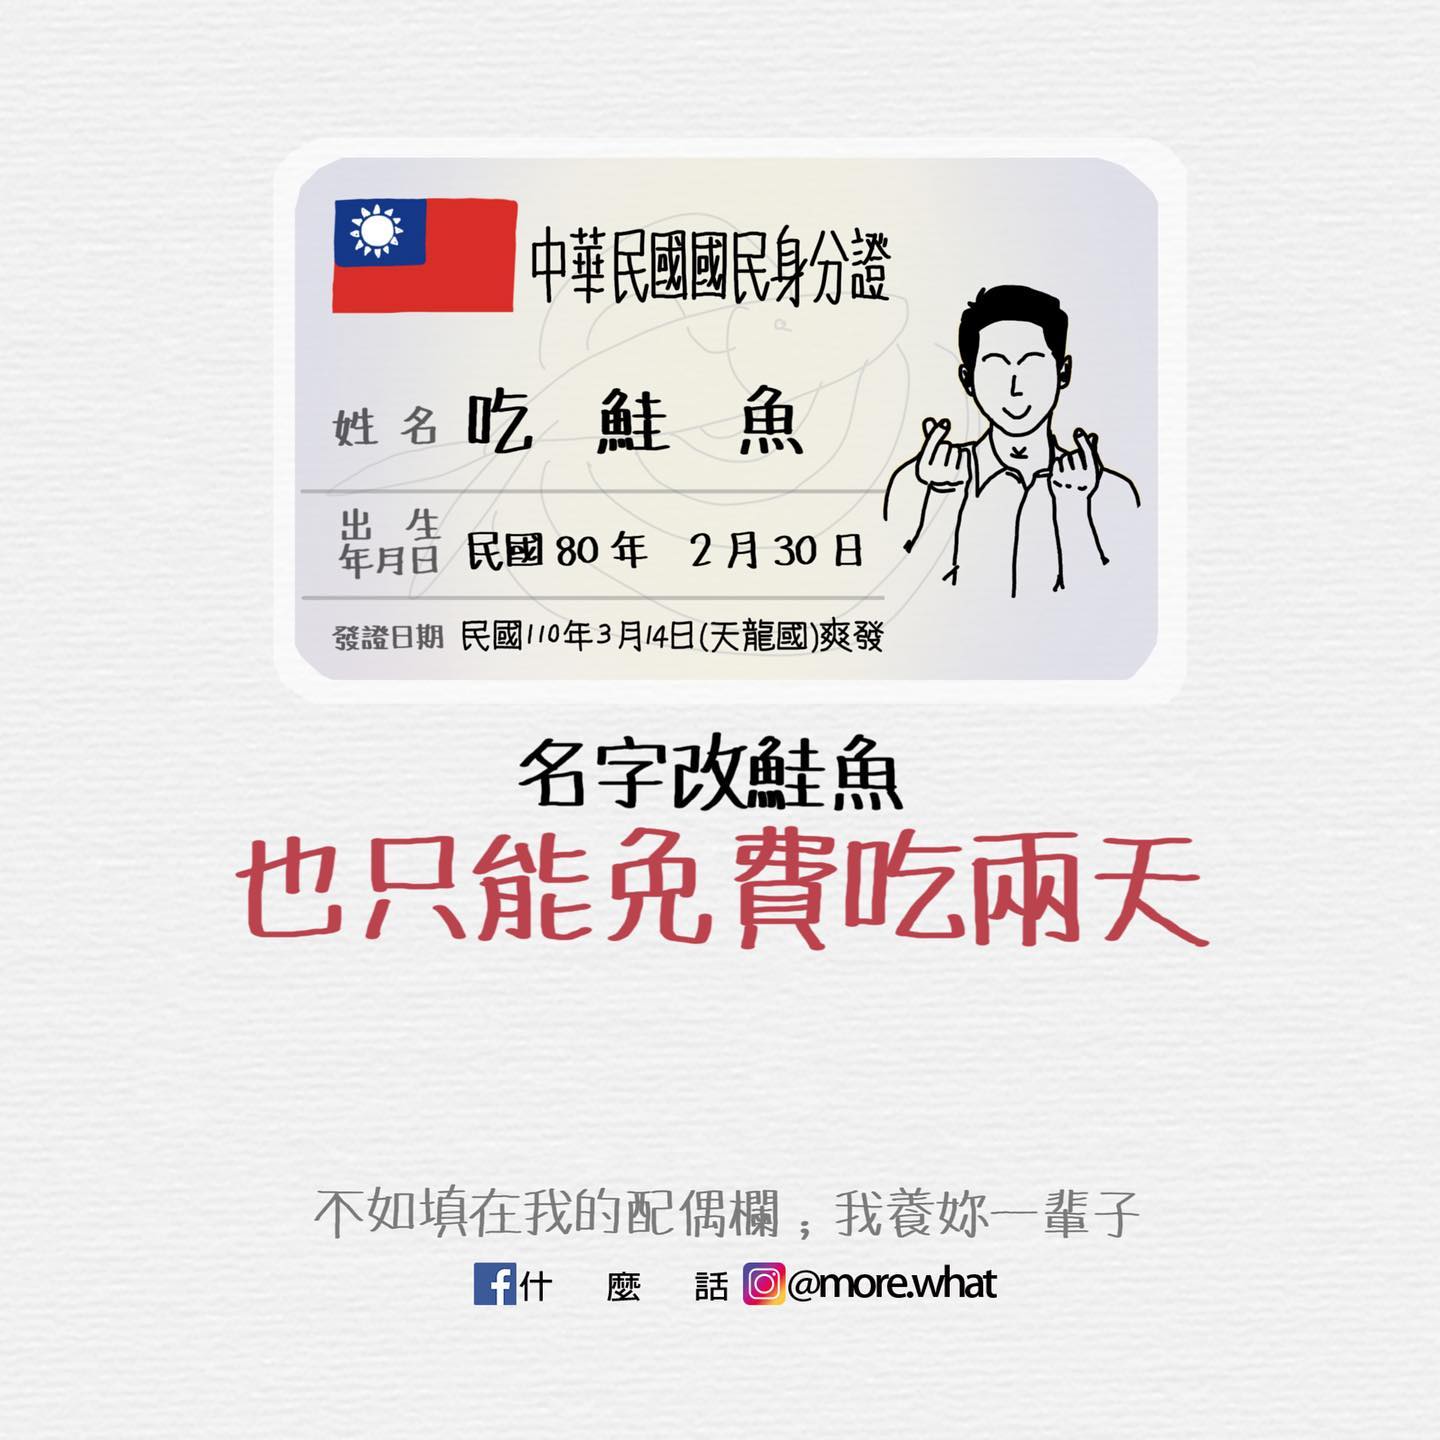 中華民國國民身分證
姓名 吃鮭魚
出生年月日 民國80年 2月30日
發證日期 民國110年3月14日(天龍國)爽發
名字改鮭魚
也只能免費吃兩天
不如填在我的配偶欄；我養妳一輩子
什麼話 @more.what